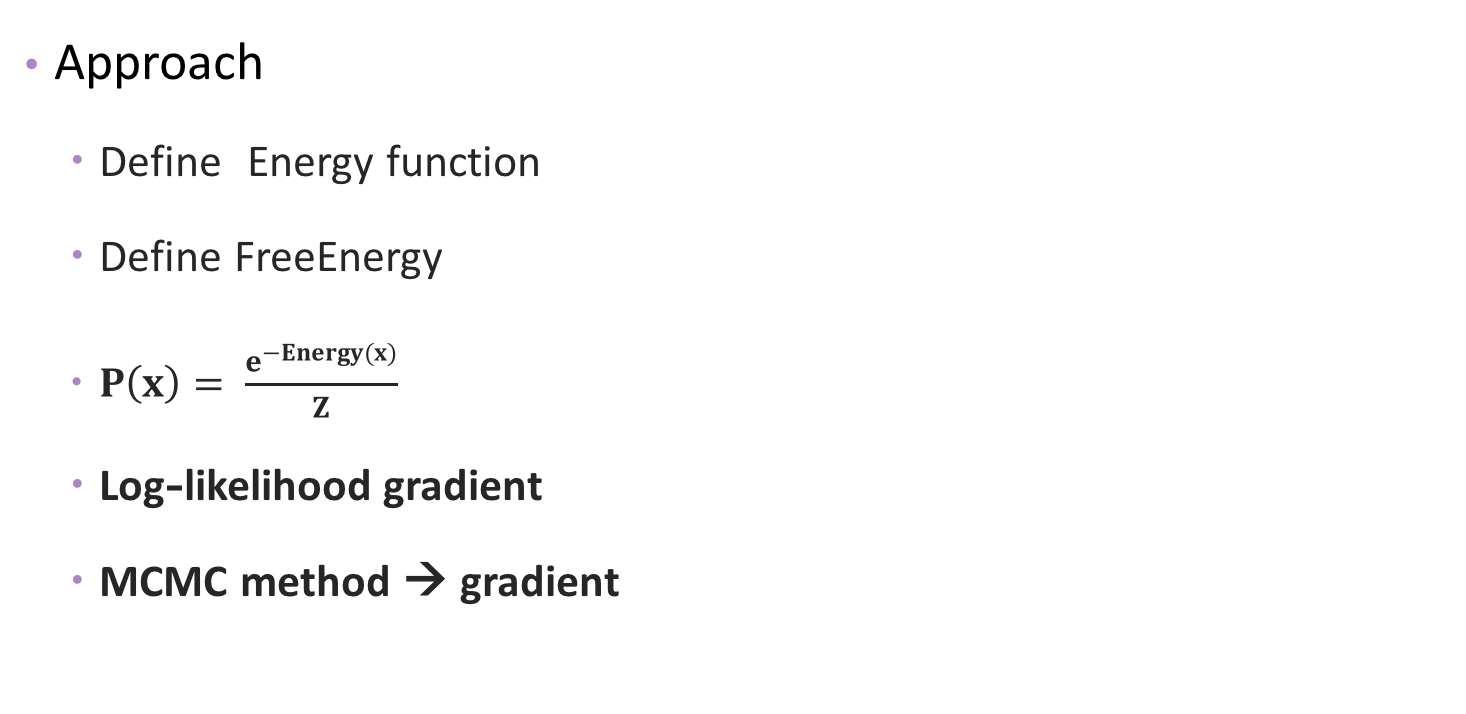 • Approach
• Define  Energy function
• Define FreeEnergy
• P(x) = e^−Energy(x) / Z
• Log-likelihood gradient
• MCMC method → gradient